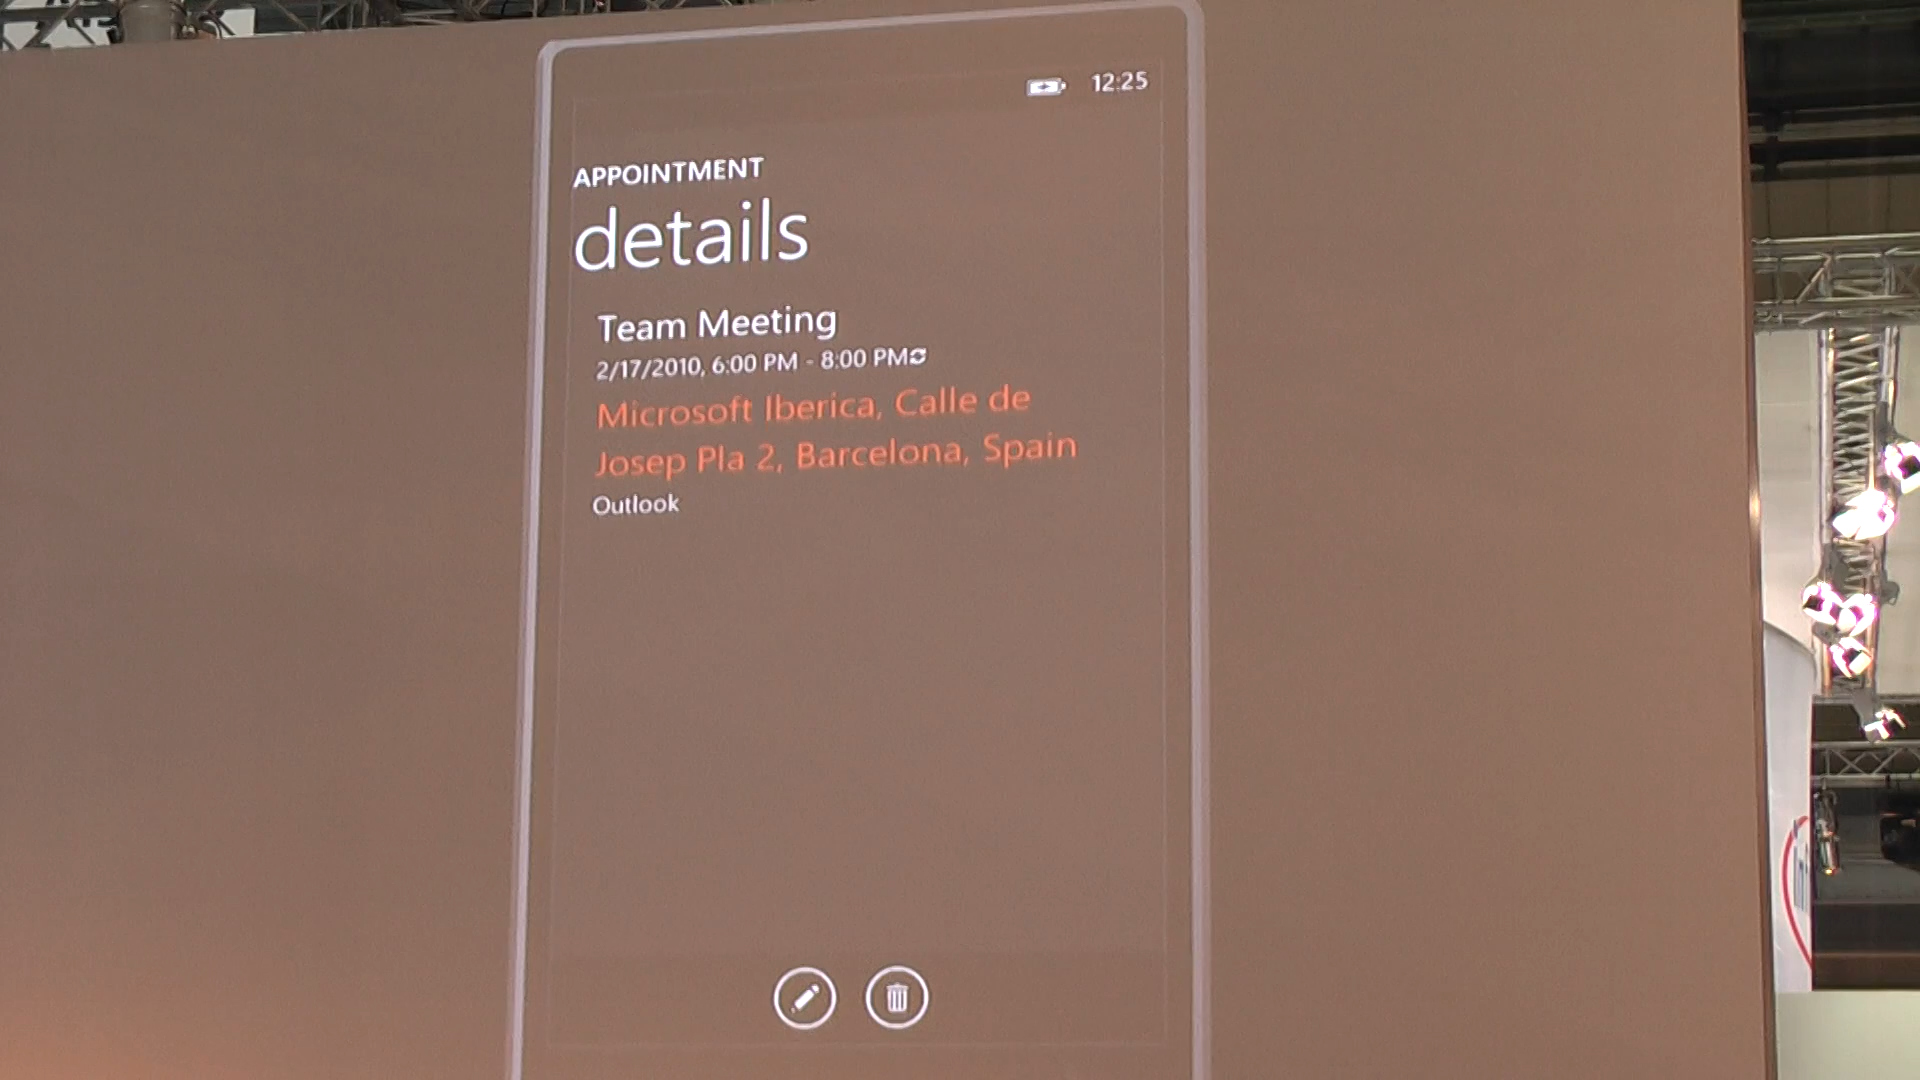 12:25
APPOINTMENT
details
Team Meeting
2/17/2010, 6:00 PM - 8:00 PM
Microsoft Iberica, Calle de
Josep Pla 2, Barcelona, Spain
Outlook